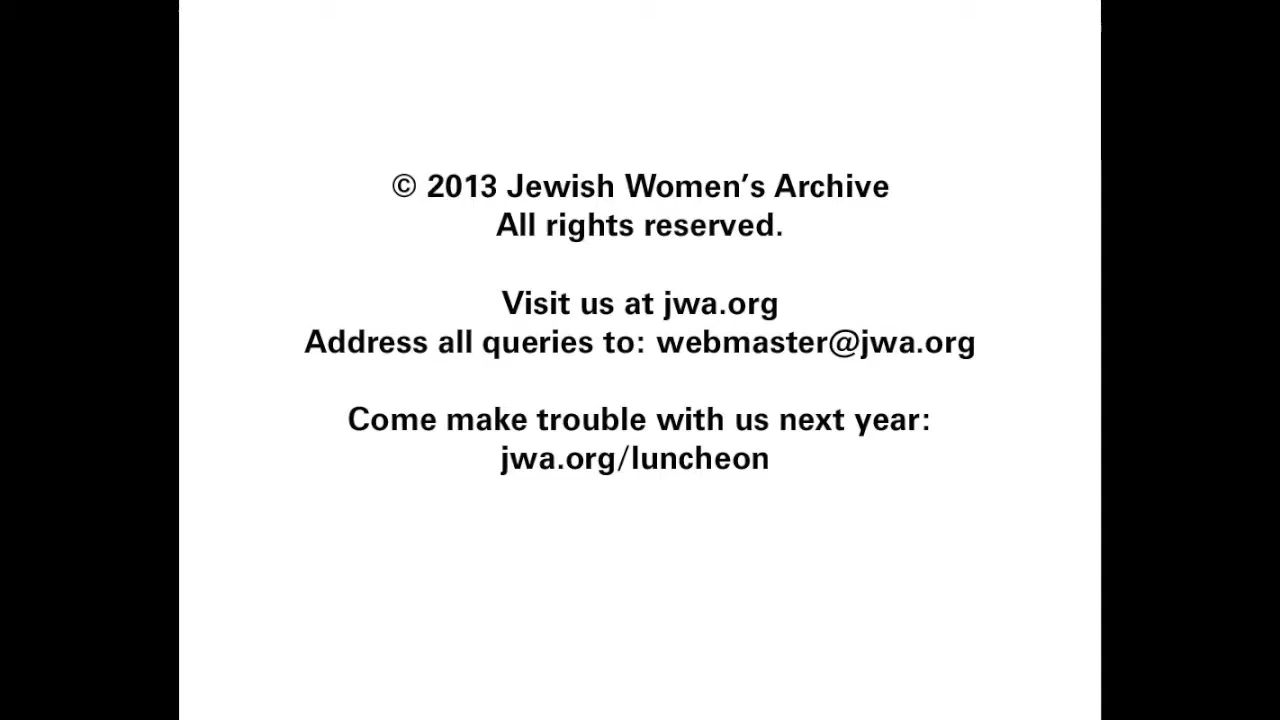 © 2013 Jewish Women’s Archive
All rights reserved.
Visit us at jwa.org
Address all queries to: webmaster@jwa.org
Come make trouble with us next year:
jwa.org/luncheon